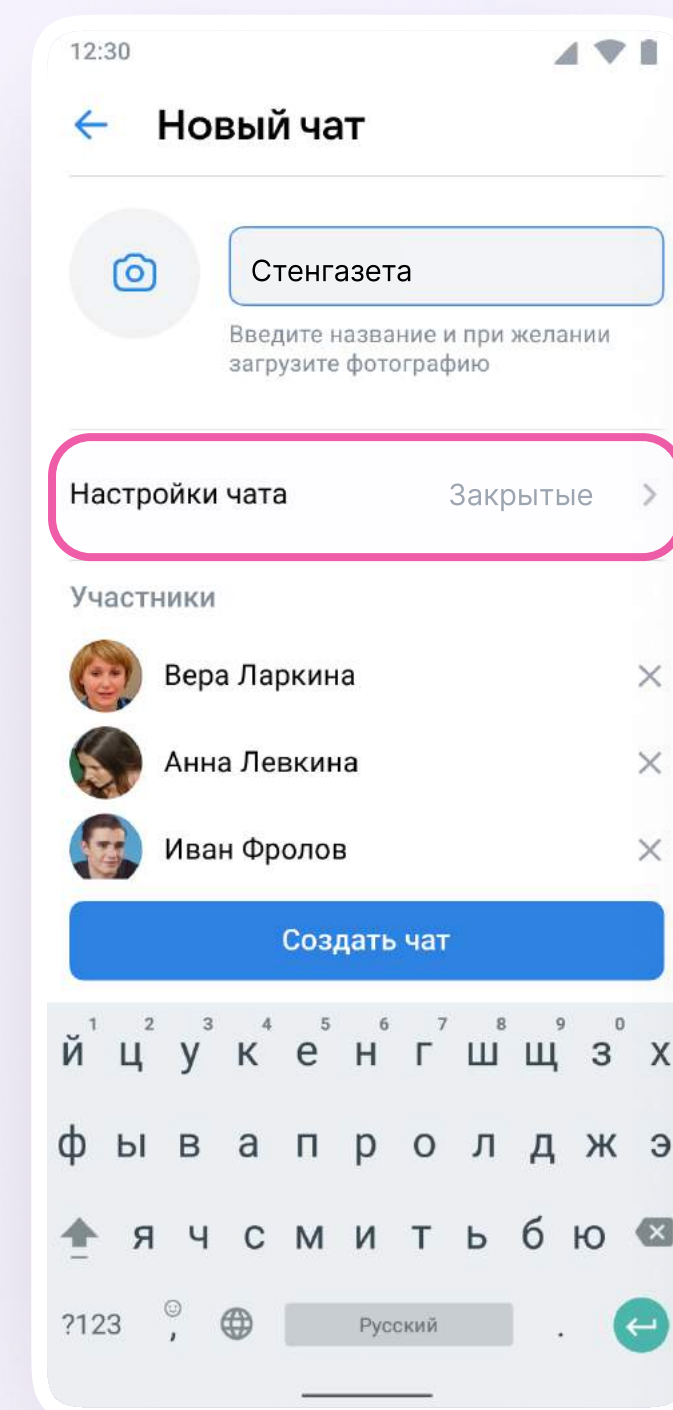 12:30
Новый чат
Стенгазета
Введите название и при желании
загрузите фотографию
Настройки чата Закрытые
Участники
Вера Ларкина
Анна Левкина
Иван Фролов
Создать чат
1 2 3 4 5 6 7 8 9 0
й ц у к е н г ш щ з х
ф ы в а п р о л д ж э
я ч с м и т ь б ю
?123 , Русский .